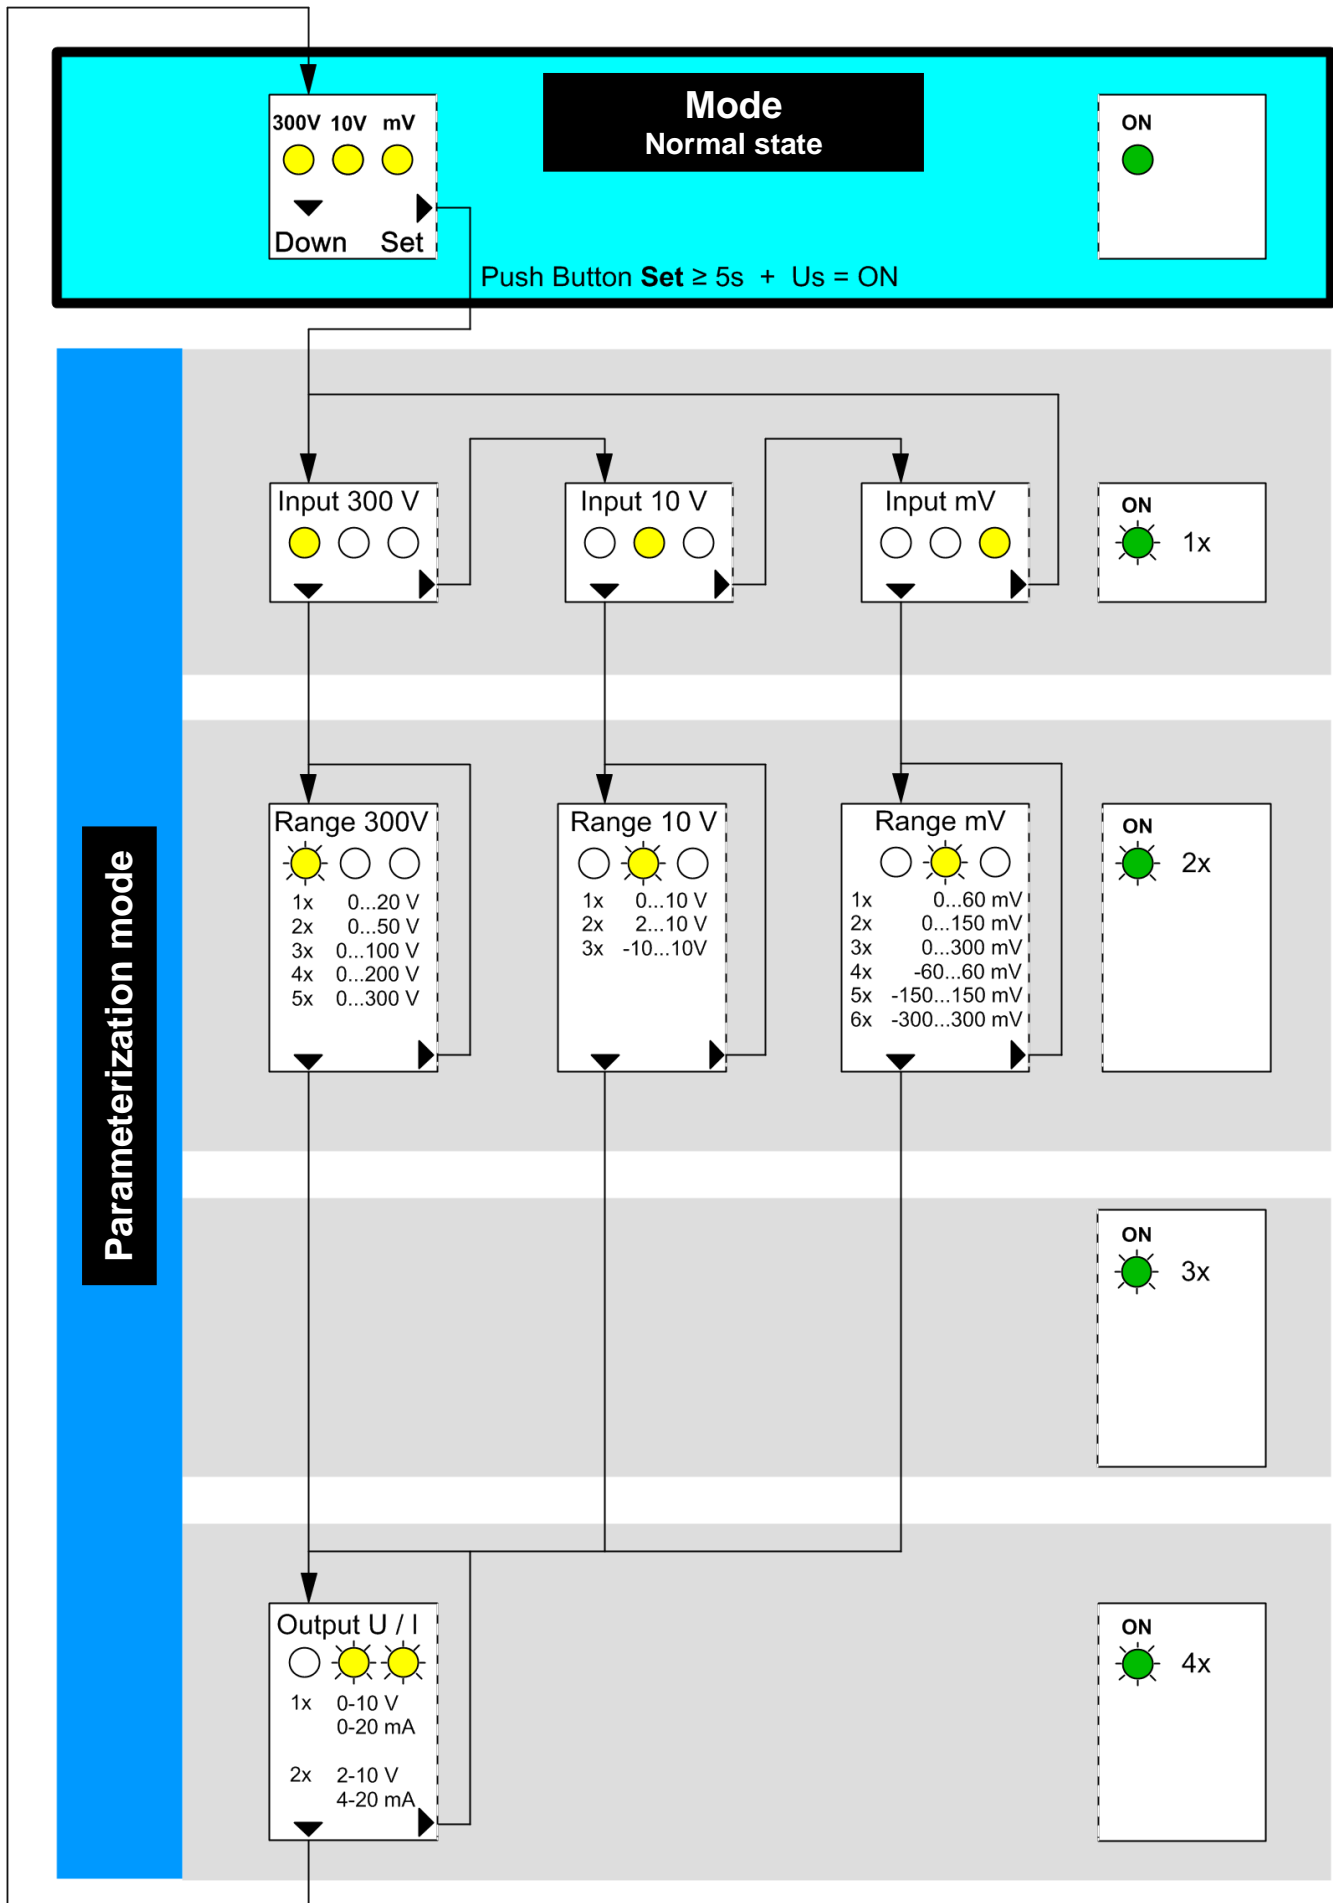 Mode
Normal state
300V 10V mV
Down Set
ON
Push Button Set ≥ 5s + Us = ON
Parameterization mode
Input 300 V
Input 10 V
Input mV
ON
1x
Range 300V
1x 0...20 V
2x 0...50 V
3x 0...100 V
4x 0...200 V
5x 0...300 V
Range 10 V
1x 0...10 V
2x 2...10 V
3x -10...10V
Range mV
1x 0...60 mV
2x 0...150 mV
3x 0...300 mV
4x -60...60 mV
5x -150...150 mV
6x -300...300 mV
ON
2x
ON
3x
Output U / I
1x 0-10 V
0-20 mA
2x 2-10 V
4-20 mA
ON
4x